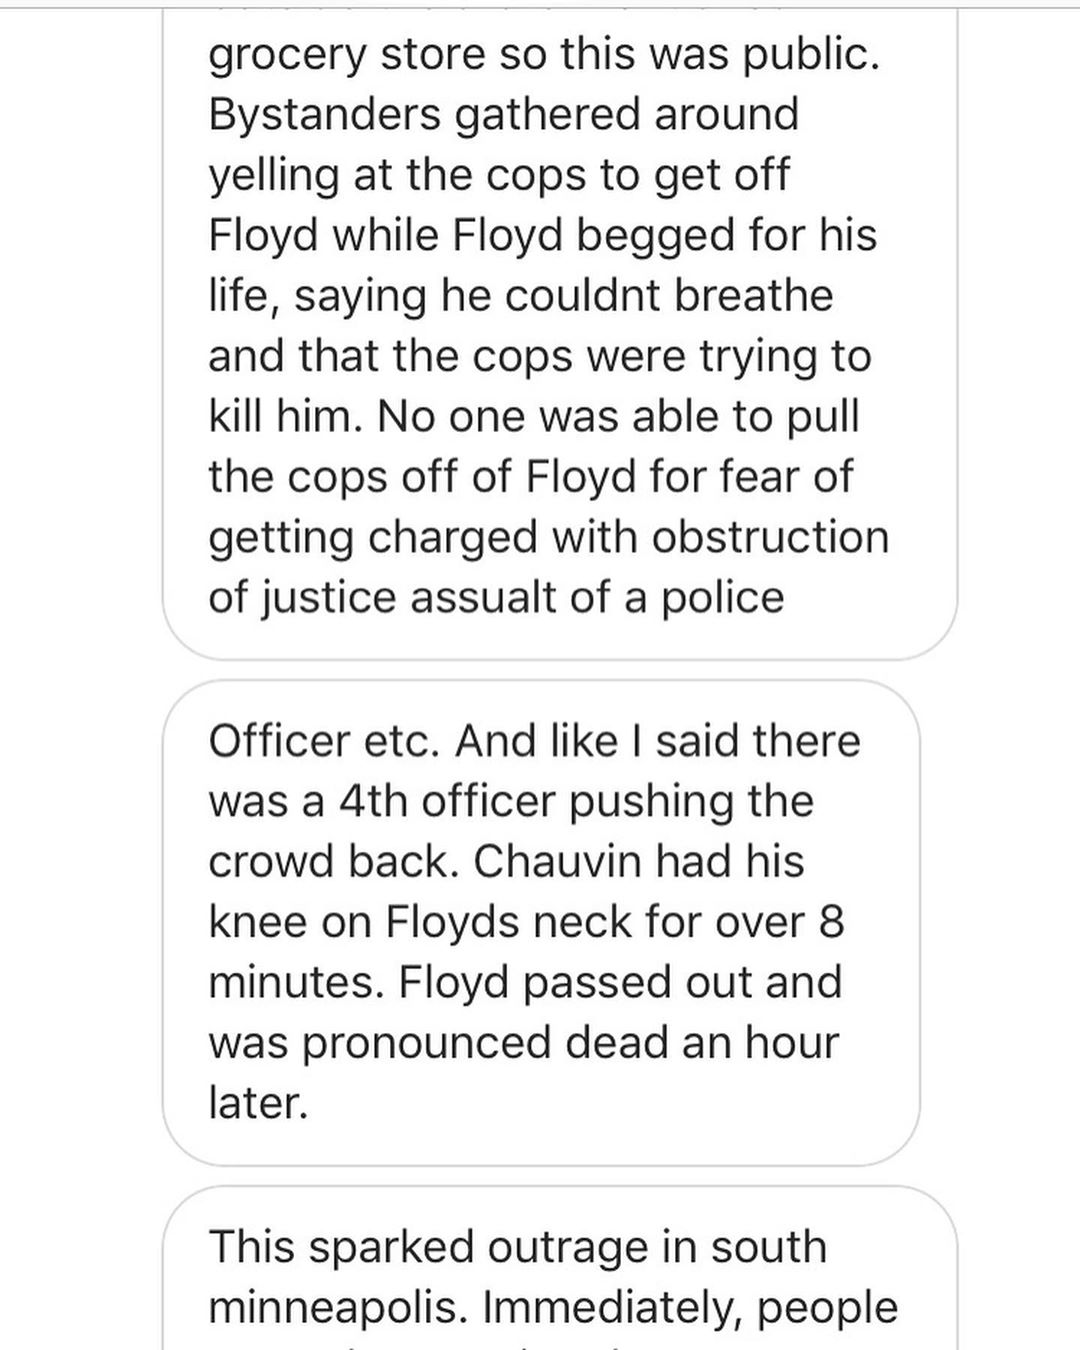 grocery store so this was public.
Bystanders gathered around
yelling at the cops to get off
Floyd while Floyd begged for his
life, saying he couldnt breathe
and that the cops were trying to
kill him. No one was able to pull
the cops off of Floyd for fear of
getting charged with obstruction
of justice assualt of a police
Officer etc. And like I said there
was a 4th officer pushing the
crowd back. Chauvin had his
knee on Floyds neck for over 8
minutes. Floyd passed out and
was pronounced dead an hour
later.
This sparked outrage in south
minneapolis. Immediately, people